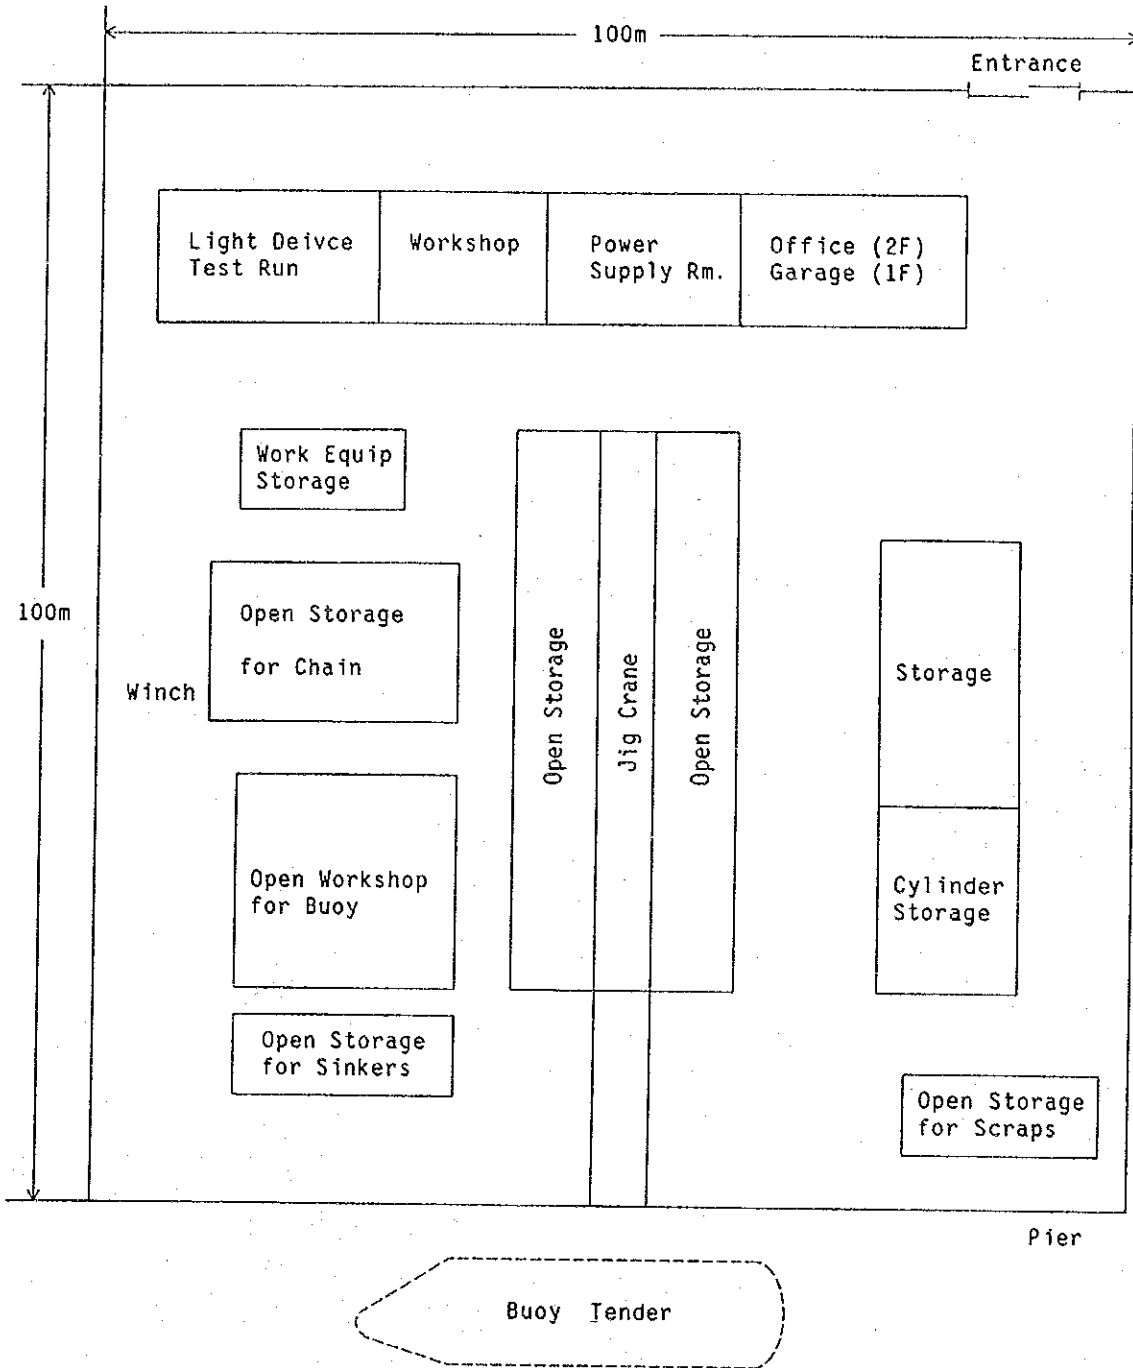 100m
Entrance
Light Deivce
Test Run
Workshop
Power
Supply Rm.
Office (2F)
Garage (1F)
Work Equip
Storage
100m
Open Storage
for Chain
Winch
Open Storage
Jig Crane
Open Storage
Storage
Open Workshop
for Buoy
Cylinder
Storage
Open Storage
for Sinkers
Open Storage
for Scraps
Pier
Buoy Tender